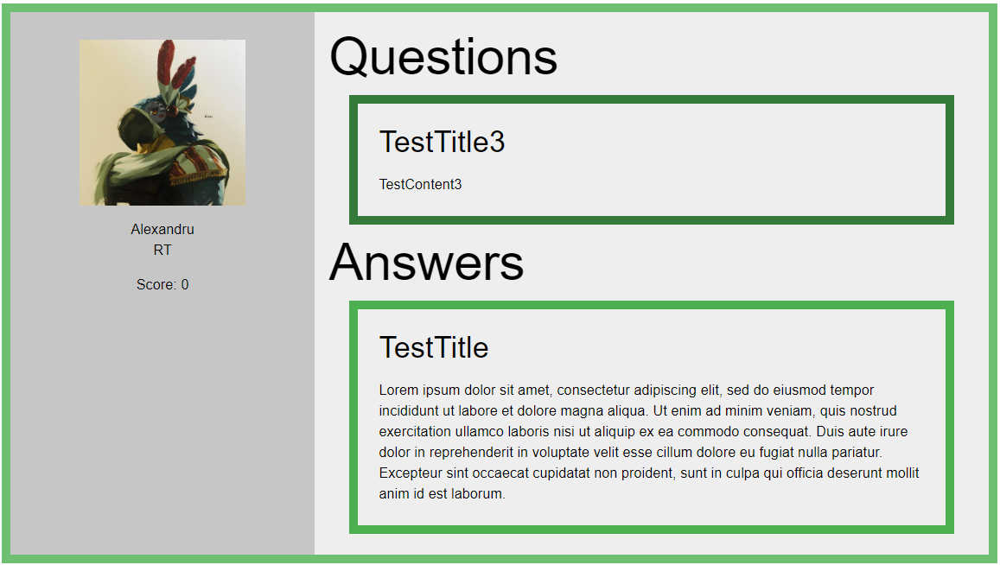 Alexandru
RT
Score: 0
Questions
TestTitle3
TestContent3
Answers
TestTitle
Lorem ipsum dolor sit amet, consectetur adipiscing elit, sed do eiusmod tempor
incididunt ut labore et dolore magna aliqua. Ut enim ad minim veniam, quis nostrud
exercitation ullamco laboris nisi ut aliquip ex ea commodo consequat. Duis aute irure
dolor in reprehenderit in voluptate velit esse cillum dolore eu fugiat nulla pariatur.
Excepteur sint occaecat cupidatat non proident, sunt in culpa qui officia deserunt mollit
anim id est laborum.